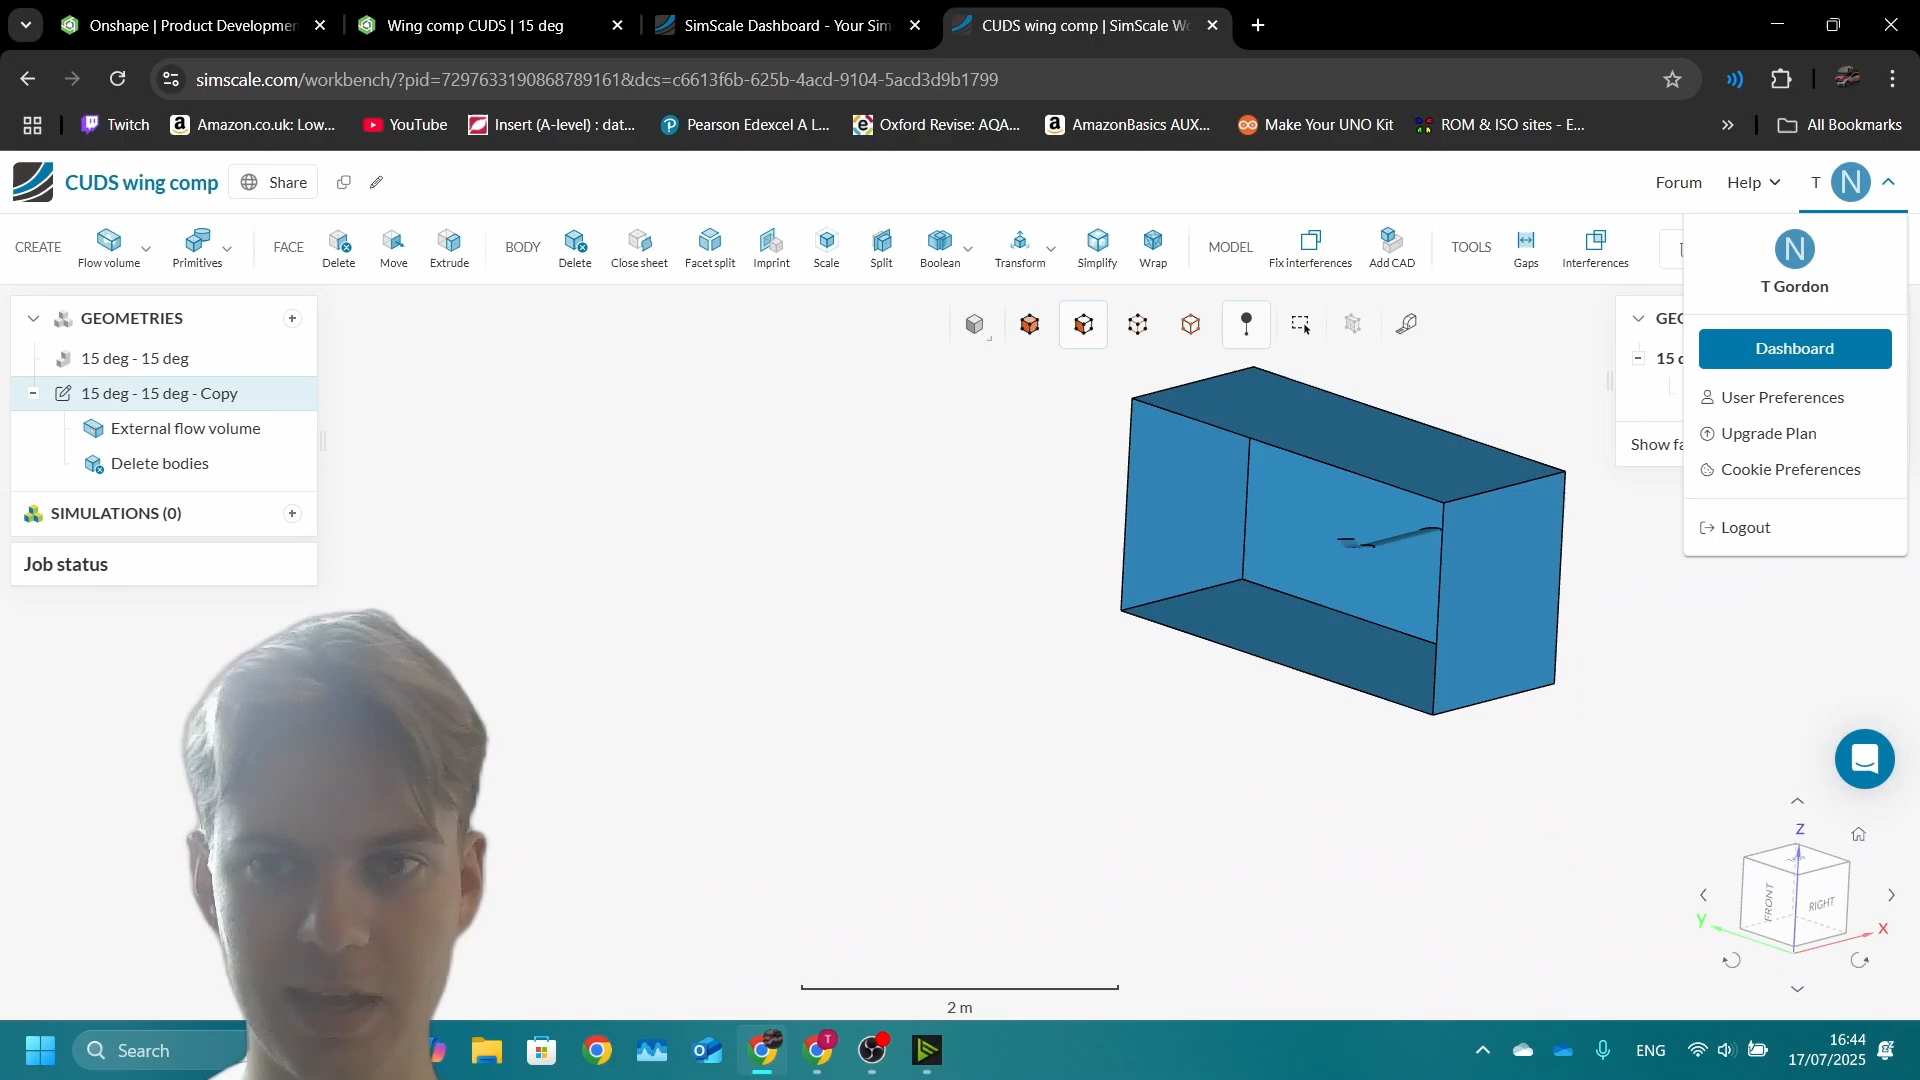 Onshape | Product Developmen
Wing comp CUDS | 15 deg
SimScale Dashboard - Your Sim
CUDS wing comp | SimScale Wo
simscale.com/workbench/?pid=7297633190868789161&dcs=c6613f6b-625b-4acd-9104-5acd3d9b1799
Twitch
Amazon.co.uk: Low...
YouTube
Insert (A-level) : dat...
Pearson Edexcel A L...
Oxford Revise: AQA...
AmazonBasics AUX...
Make Your UNO Kit
ROM & ISO sites - E...
All Bookmarks
CUDS wing comp
Share
Forum
Help
T
N
CREATE
Flow volume
Primitives
FACE
Delete
Move
Extrude
BODY
Delete
Close sheet
Facet split
Imprint
Scale
Split
Boolean
Transform
Simplify
Wrap
MODEL
Fix interferences
Add CAD
TOOLS
Gaps
Interferences
N
T Gordon
Dashboard
User Preferences
Upgrade Plan
Cookie Preferences
Logout
GEOMETRIES
15 deg - 15 deg
15 deg - 15 deg - Copy
External flow volume
Delete bodies
SIMULATIONS (0)
Job status
GEO
15 d
Show fa
2 m
Z
FRONT
RIGHT
Y
X
Search
T
ENG
16:44
17/07/2025